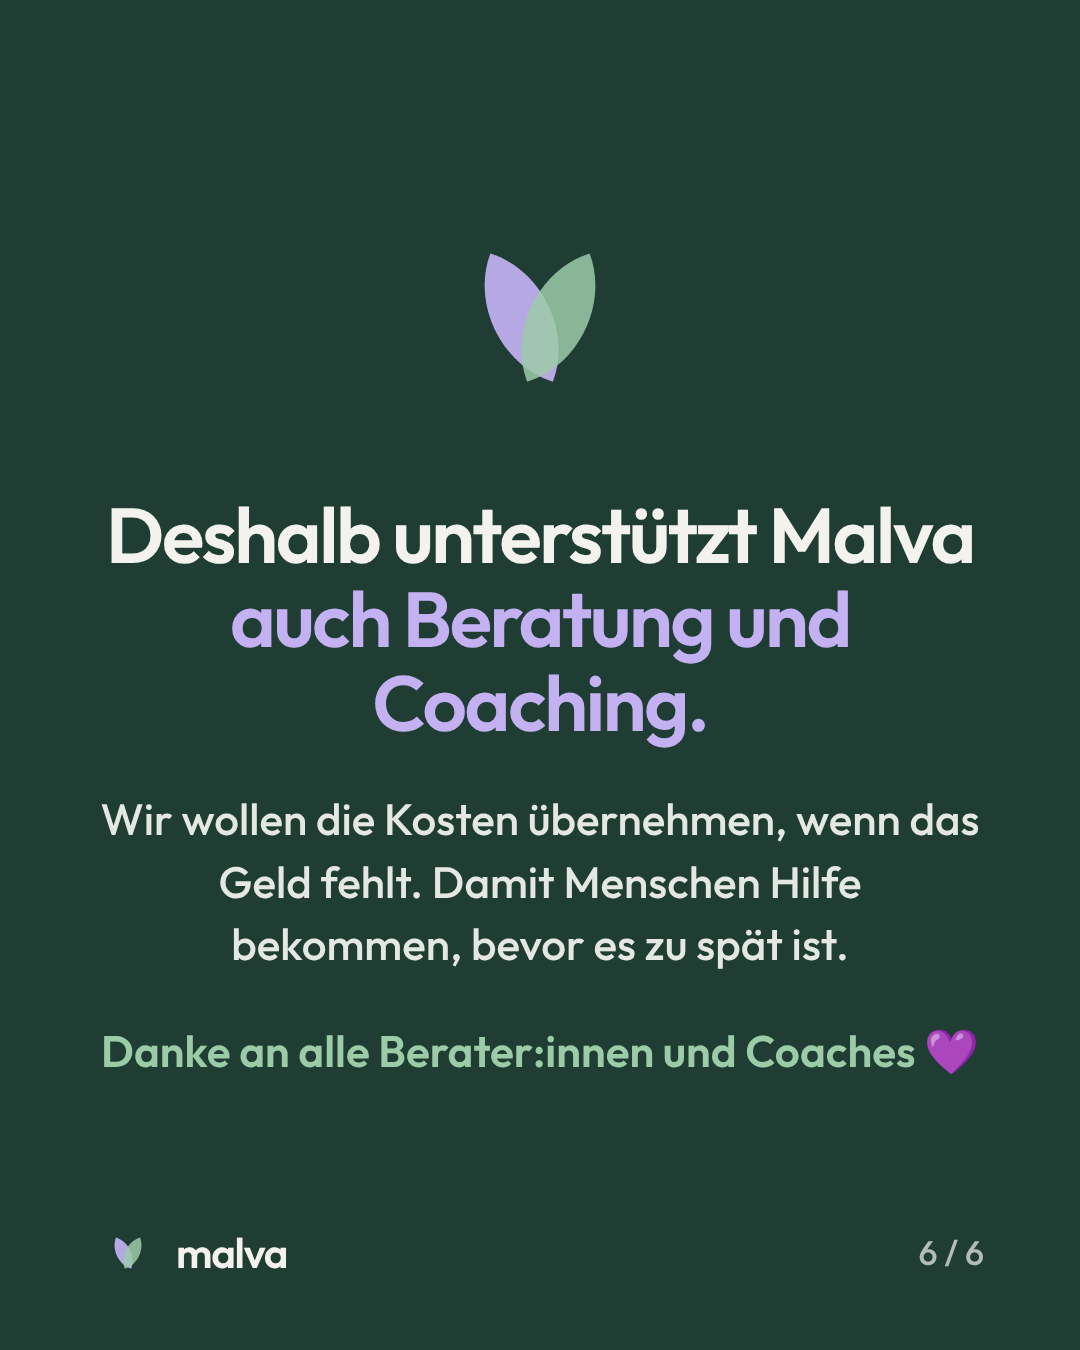 Deshalb unterstützt Malva
auch Beratung und
Coaching.
Wir wollen die Kosten übernehmen, wenn das
Geld fehlt. Damit Menschen Hilfe
bekommen, bevor es zu spät ist.
Danke an alle Berater:innen und Coaches 💜
malva
6 / 6